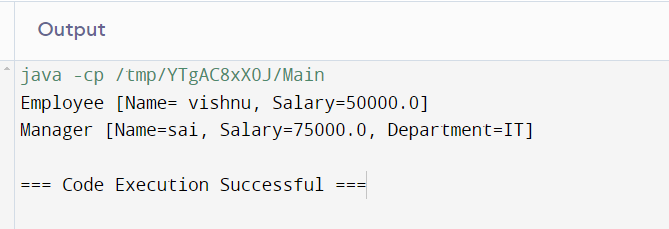 Output
java -cp /tmp/YTgAC8xX0J/Main
Employee [Name= vishnu, Salary=50000.0]
Manager [Name=sai, Salary=75000.0, Department=IT]
=== Code Execution Successful ===